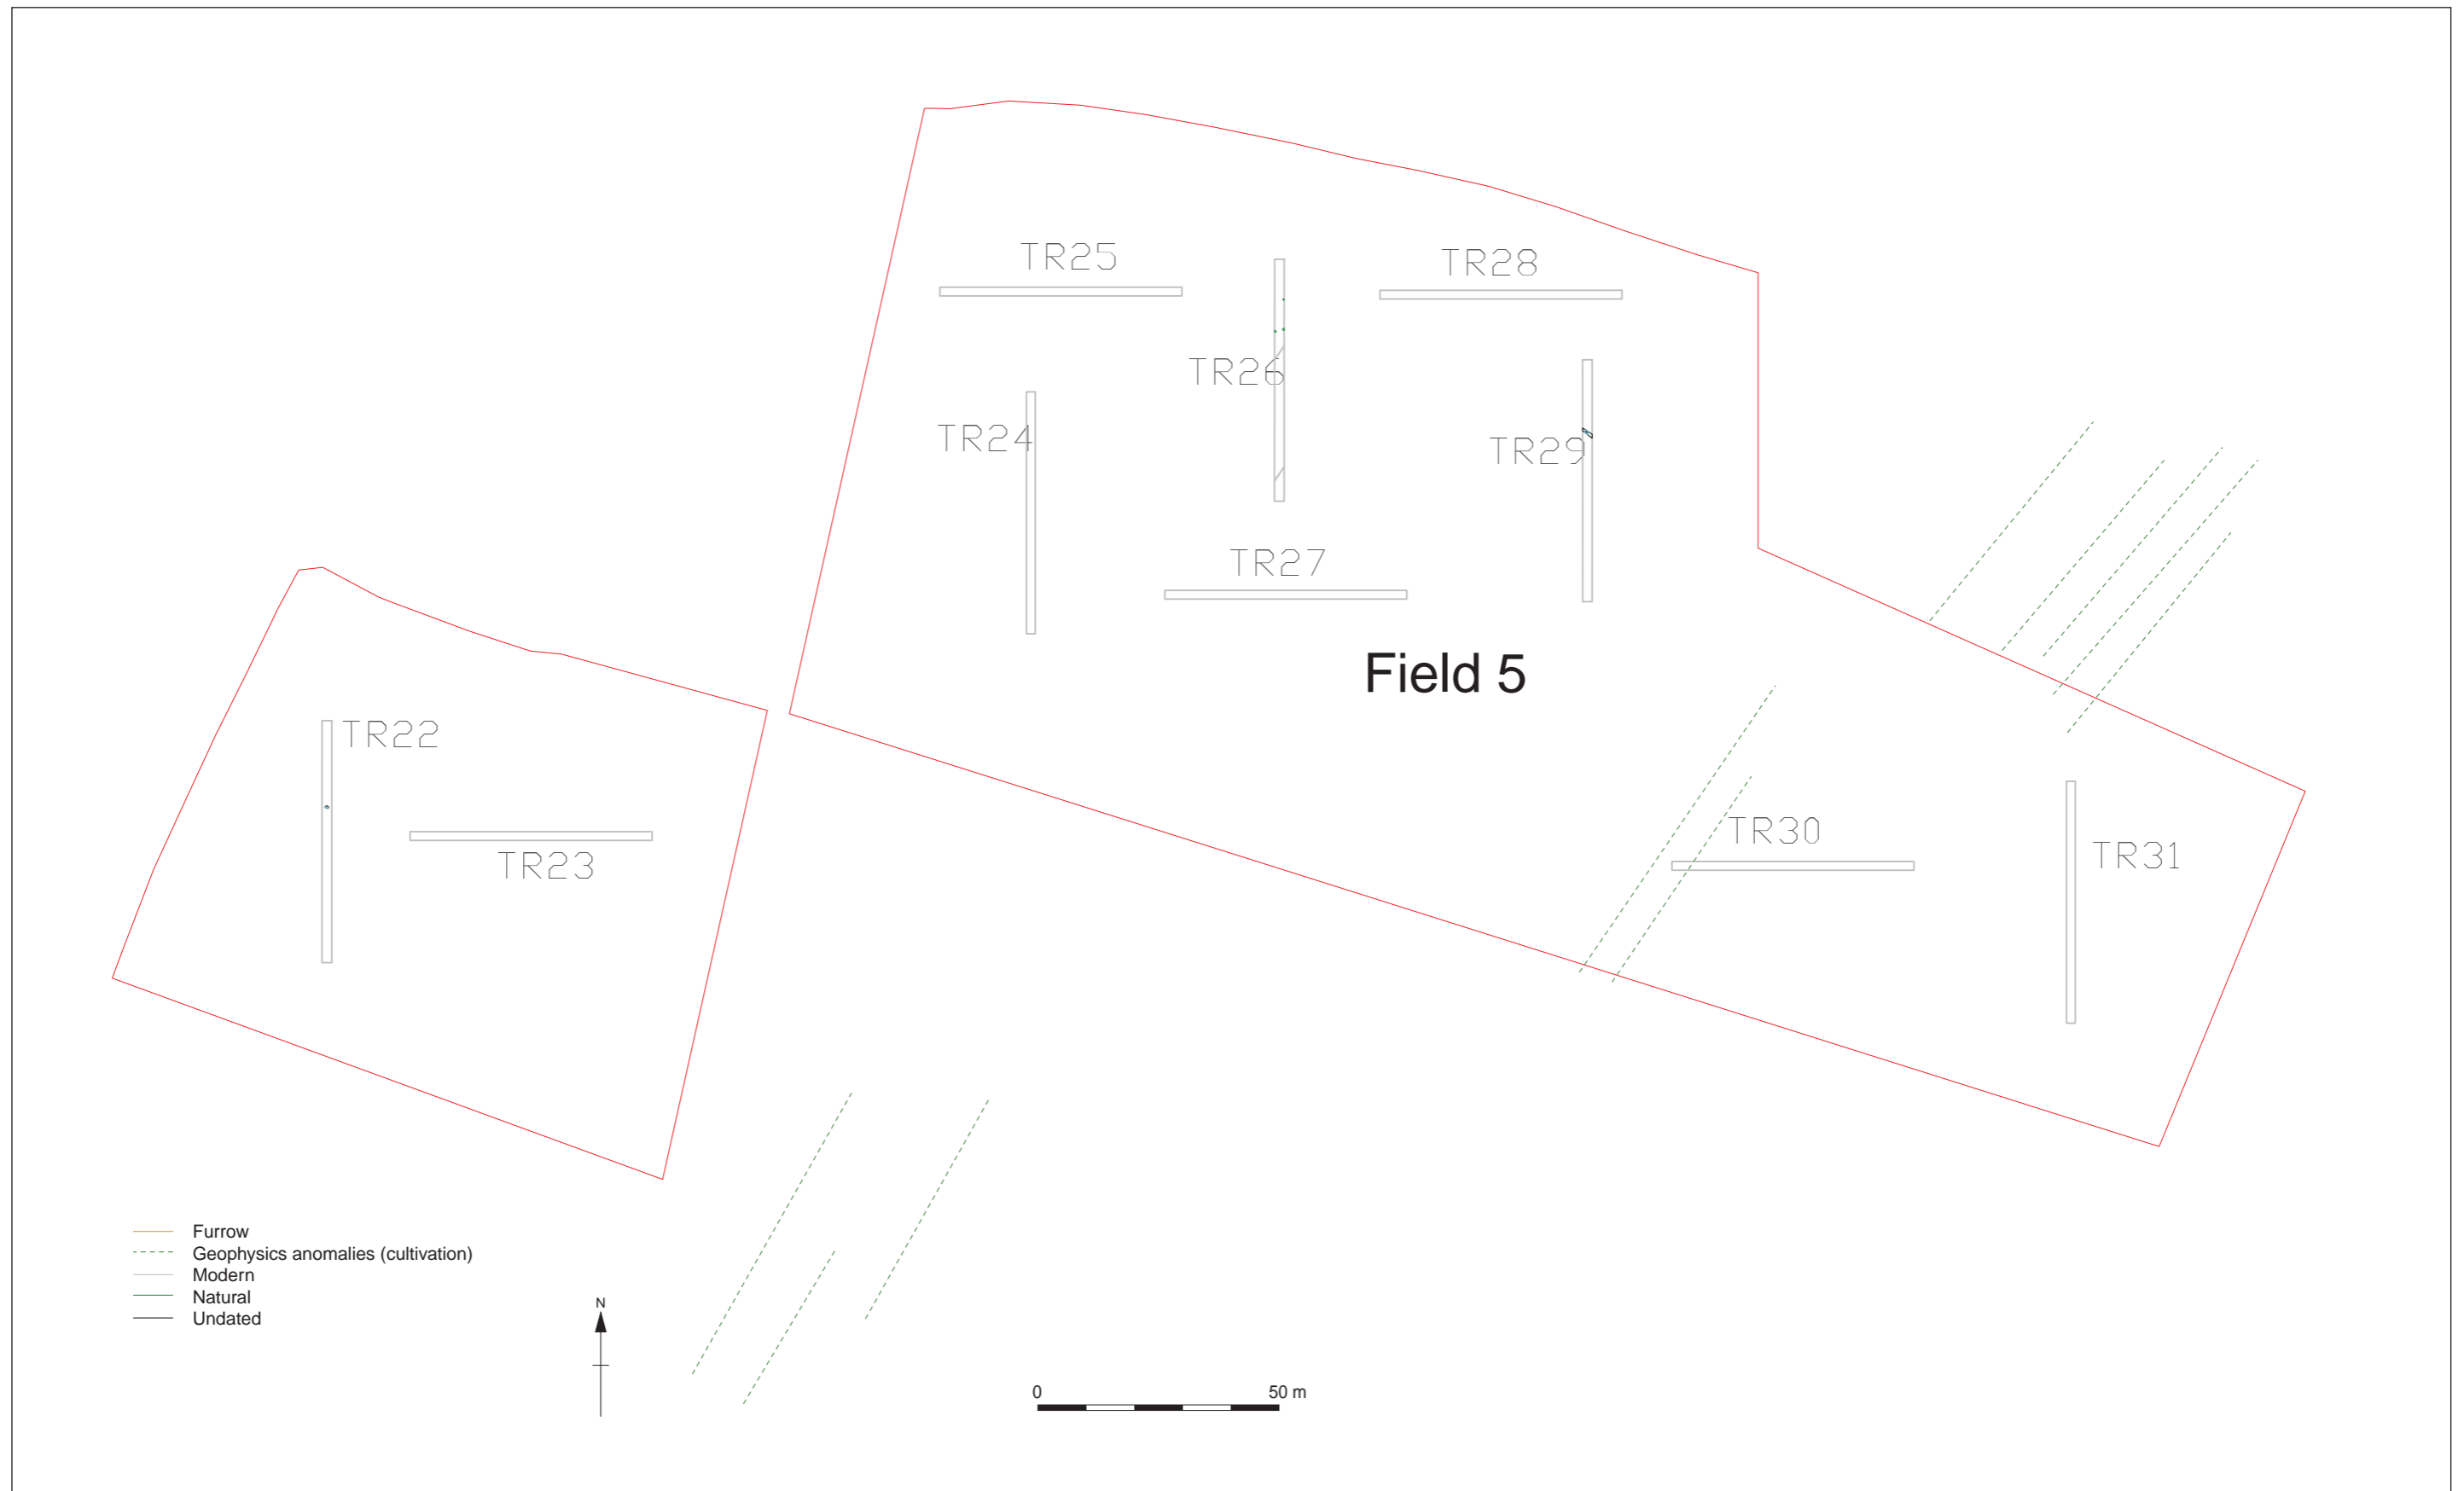 TR25
TR28
TR26
TR24
TR29
TR27
Field 5
TR22
TR30
TR31
TR23
Furrow
Geophysics anomalies (cultivation)
Modern
Natural
Undated
N
0 50 m